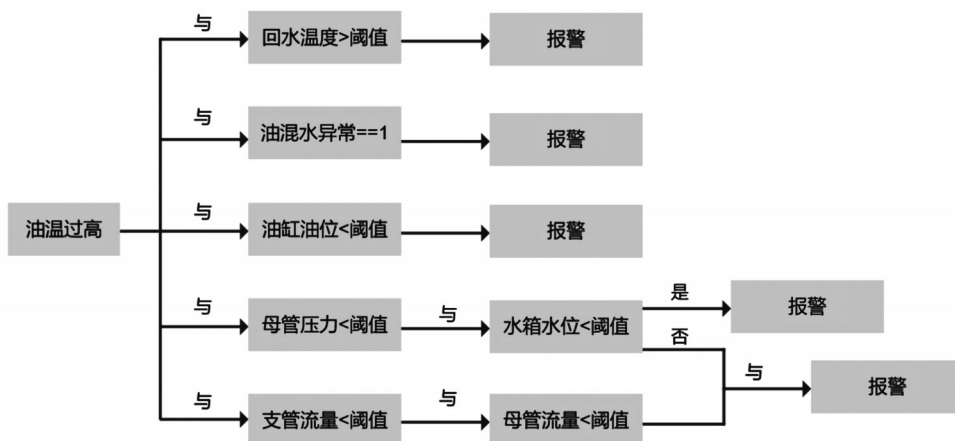 与
回水温度>阈值
报警
与
油混水异常==1
报警
油温过高
与
油缸油位<阈值
报警
与
母管压力<阈值
与
水箱水位<阈值
是
报警
否
与
报警
与
支管流量<阈值
与
母管流量<阈值